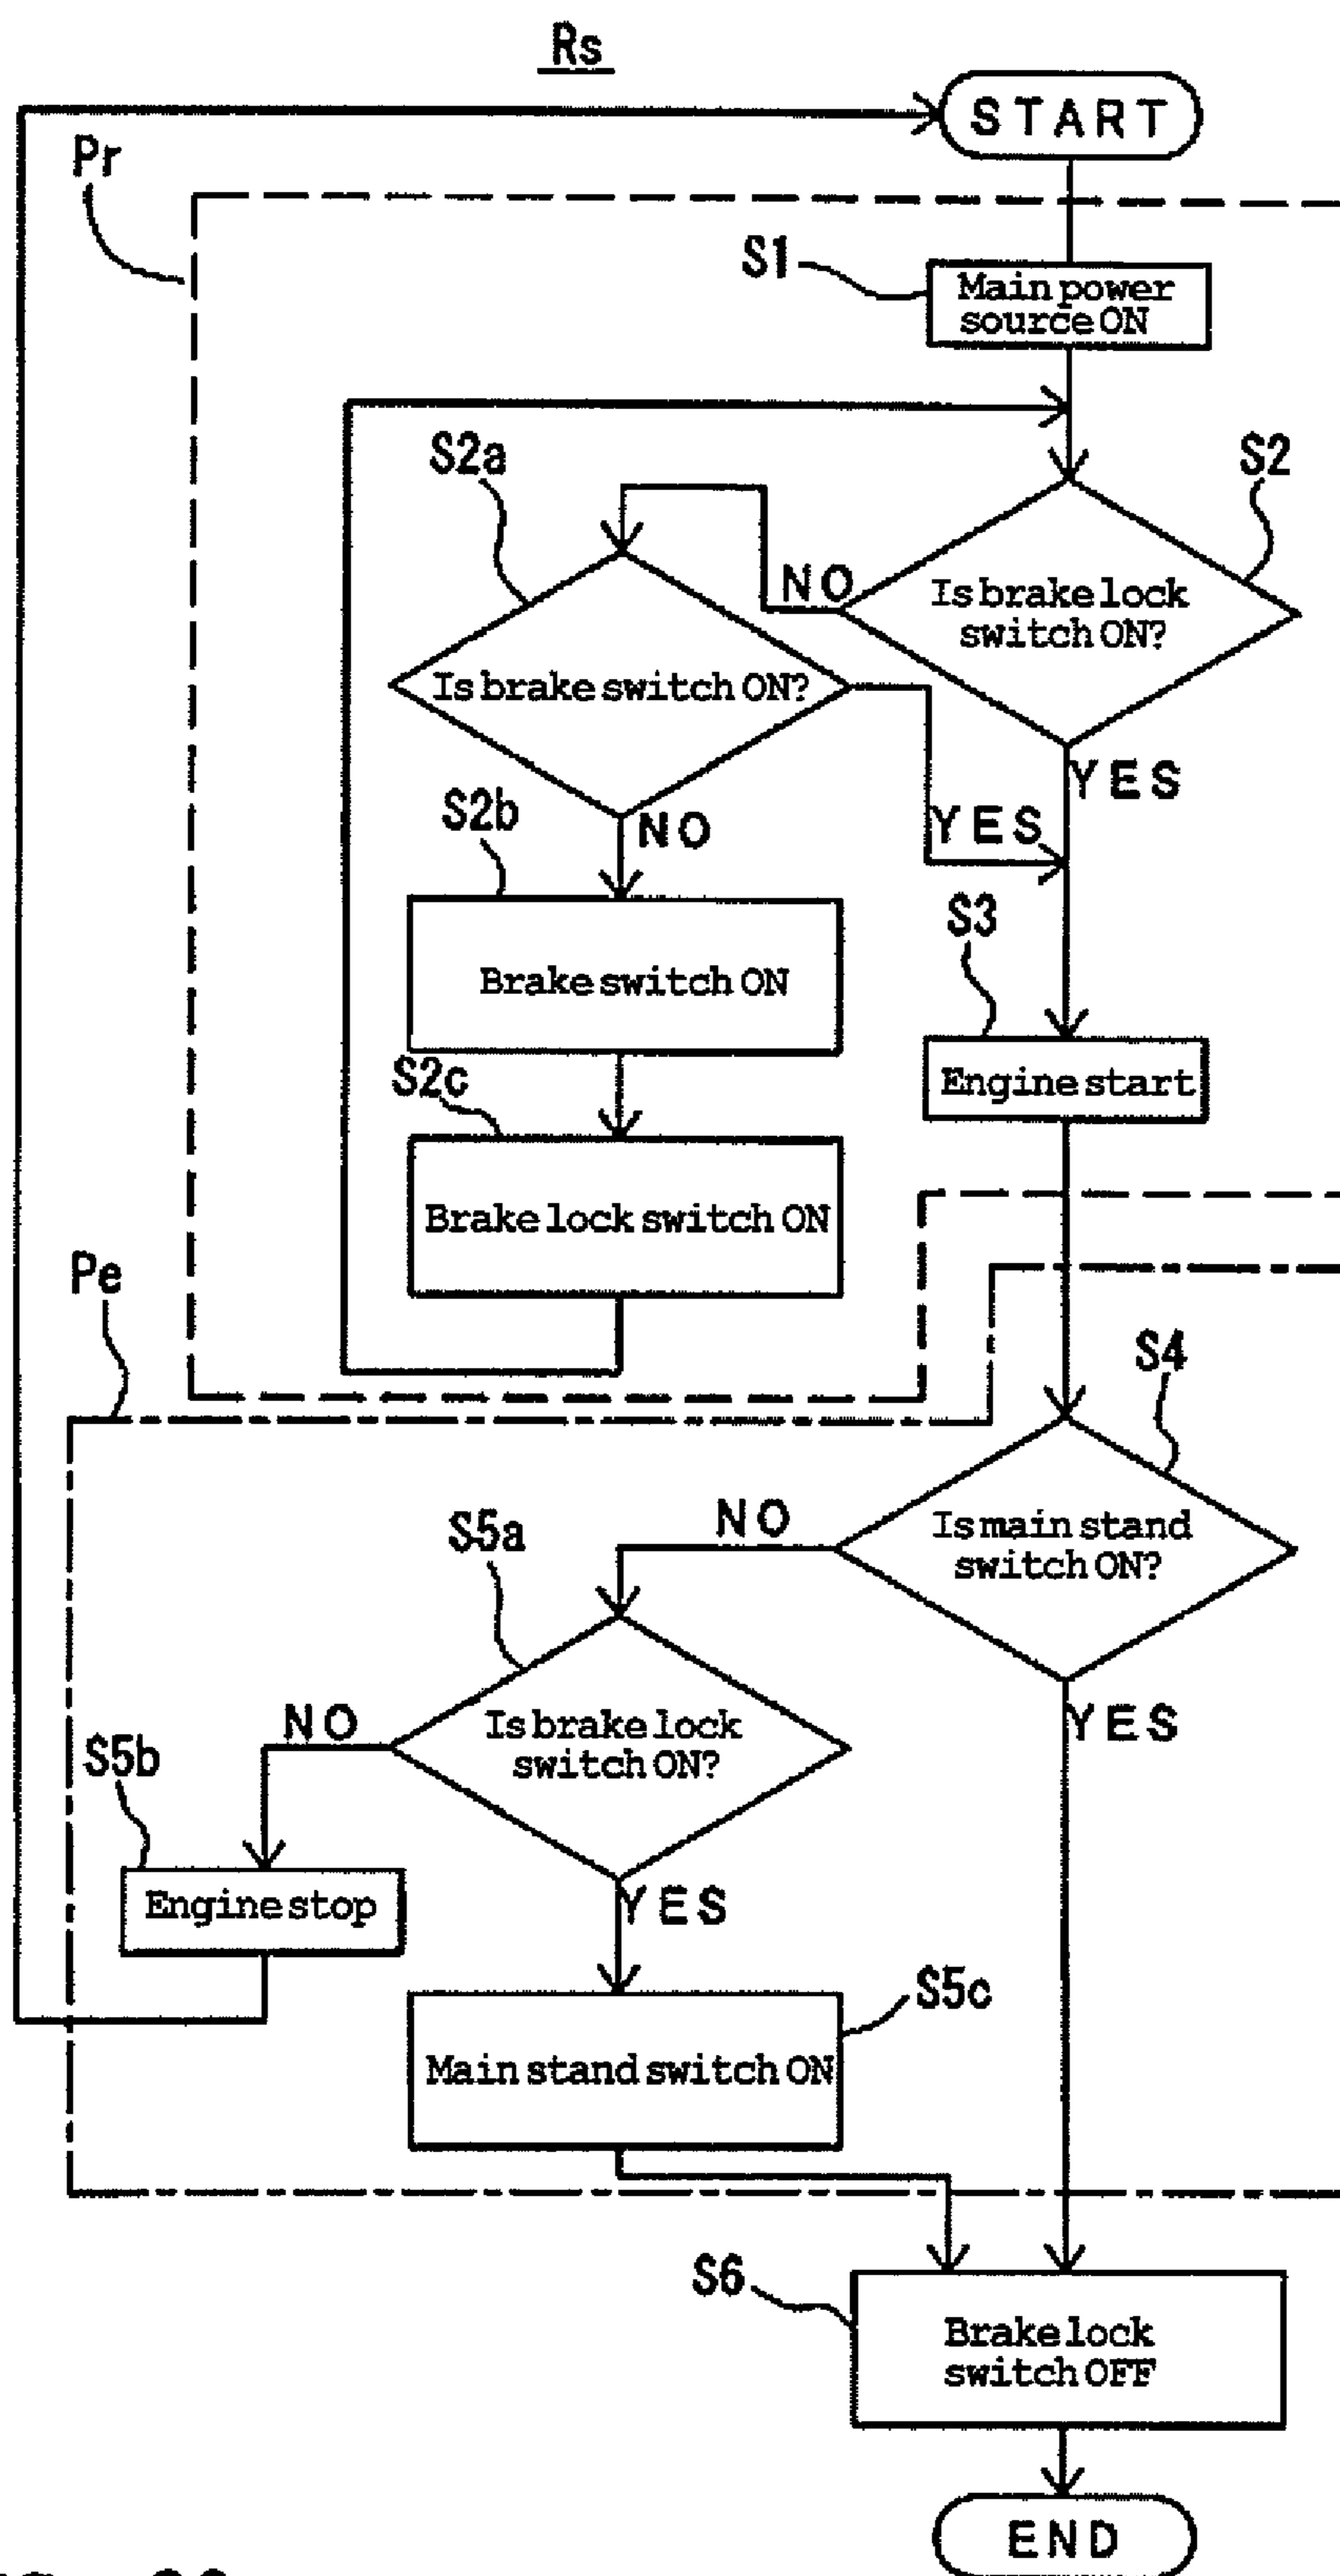 Rs
START
Pr
S1
Main power
source ON
S2a
S2
NO
Is brake lock
switch ON?
Is brake switch ON?
YES
S2b
NO
YES
S3
Brake switch ON
S2c
Engine start
Brake lock switch ON
Pe
S4
NO
Is main stand
switch ON?
S5a
NO
Is brake lock
switch ON?
YES
S5b
Engine stop
YES
S5c
Main stand switch ON
S6
Brake lock
switch OFF
END